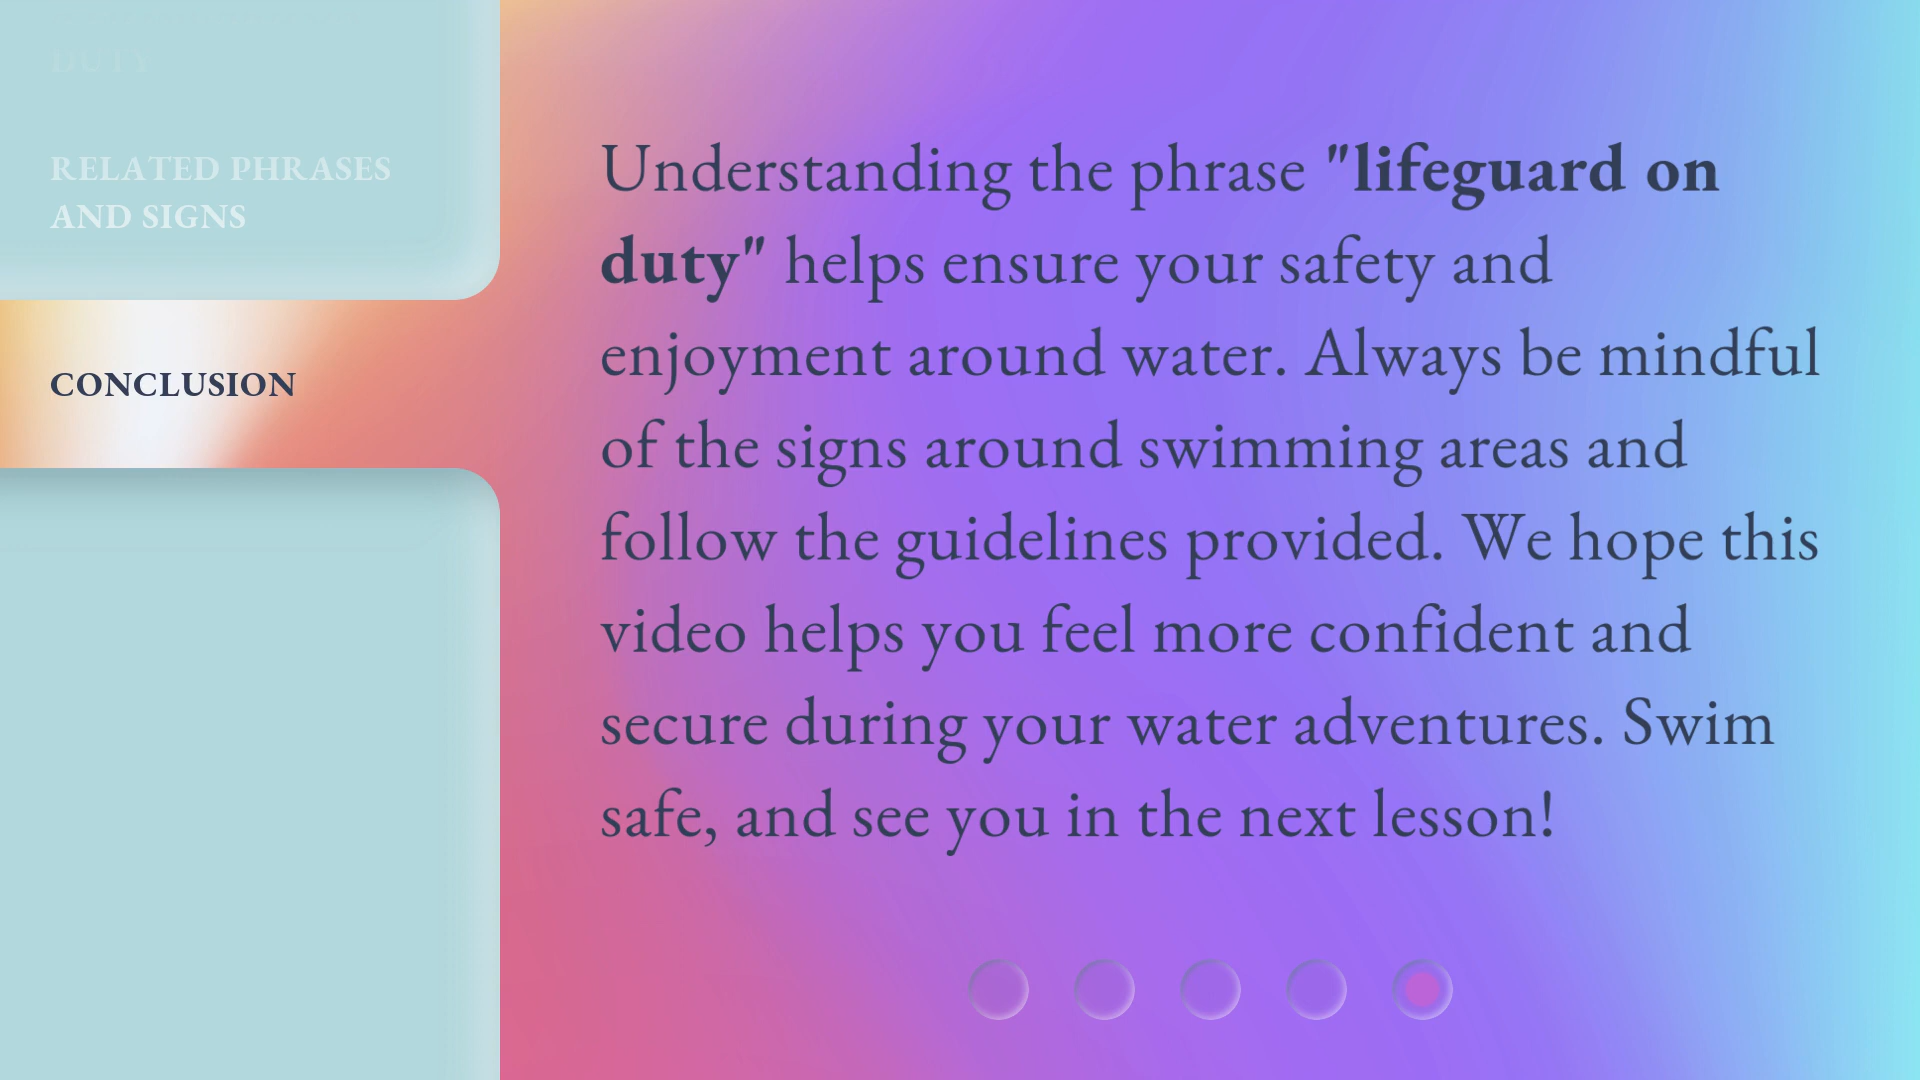 DUTY
RELATED PHRASES
AND SIGNS
CONCLUSION
Understanding the phrase "lifeguard on
duty" helps ensure your safety and
enjoyment around water. Always be mindful
of the signs around swimming areas and
follow the guidelines provided. We hope this
video helps you feel more confident and
secure during your water adventures. Swim
safe, and see you in the next lesson!